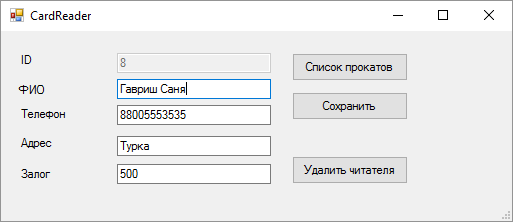 CardReader
ID 8
Список прокатов
ФИО Гавриш Саня
Сохранить
Телефон 88005553535
Адрес Турка
Залог 500
Удалить читателя